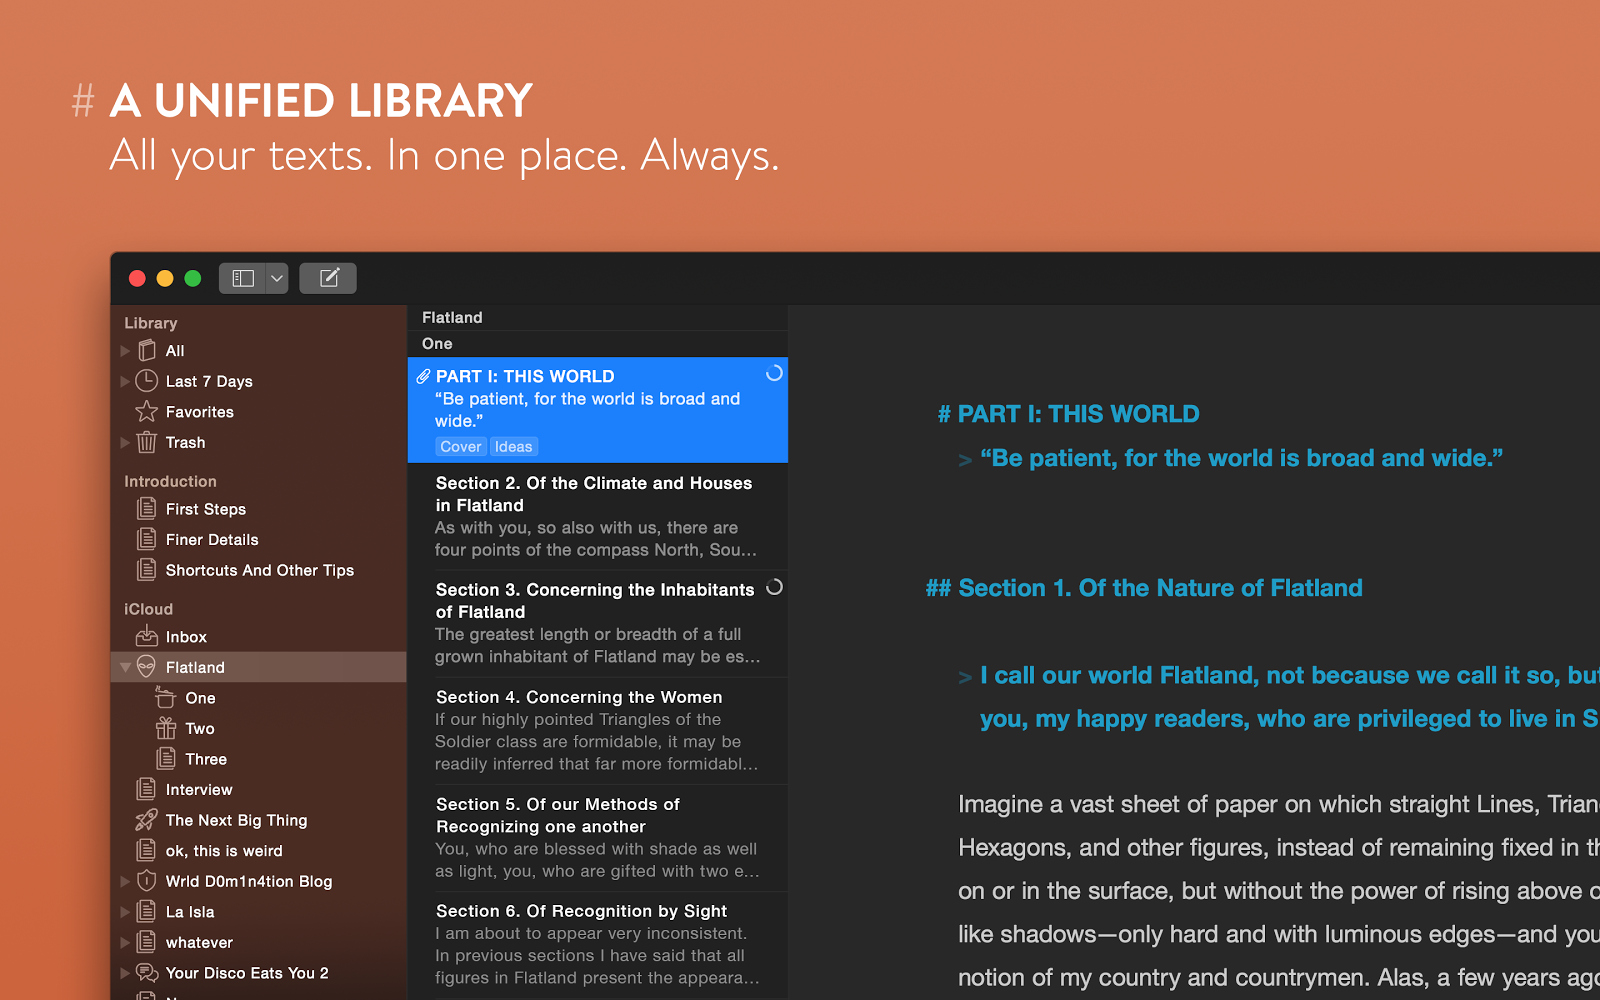 # A UNIFIED LIBRARY
All your texts. In one place. Always.
Library
All
Last 7 Days
Favorites
Trash
Introduction
First Steps
Finer Details
Shortcuts And Other Tips
iCloud
Inbox
Flatland
One
Two
Three
Interview
The Next Big Thing
ok, this is weird
Wrld D0m1n4tion Blog
La Isla
whatever
Your Disco Eats You 2
Flatland
One
PART I: THIS WORLD
“Be patient, for the world is broad and
wide.”
Cover Ideas
Section 2. Of the Climate and Houses
in Flatland
As with you, so also with us, there are
four points of the compass North, Sou...
Section 3. Concerning the Inhabitants
of Flatland
The greatest length or breadth of a full
grown inhabitant of Flatland may be es...
Section 4. Concerning the Women
If our highly pointed Triangles of the
Soldier class are formidable, it may be
readily inferred that far more formidabl...
Section 5. Of our Methods of
Recognizing one another
You, who are blessed with shade as well
as light, you, who are gifted with two e...
Section 6. Of Recognition by Sight
I am about to appear very inconsistent.
In previous sections I have said that all
figures in Flatland present the appeara...
# PART I: THIS WORLD
> “Be patient, for the world is broad and wide.”
## Section 1. Of the Nature of Flatland
> I call our world Flatland, not because we call it so, but
you, my happy readers, who are privileged to live in S
Imagine a vast sheet of paper on which straight Lines, Trian
Hexagons, and other figures, instead of remaining fixed in th
on or in the surface, but without the power of rising above o
like shadows—only hard and with luminous edges—and you
notion of my country and countrymen. Alas, a few years ago